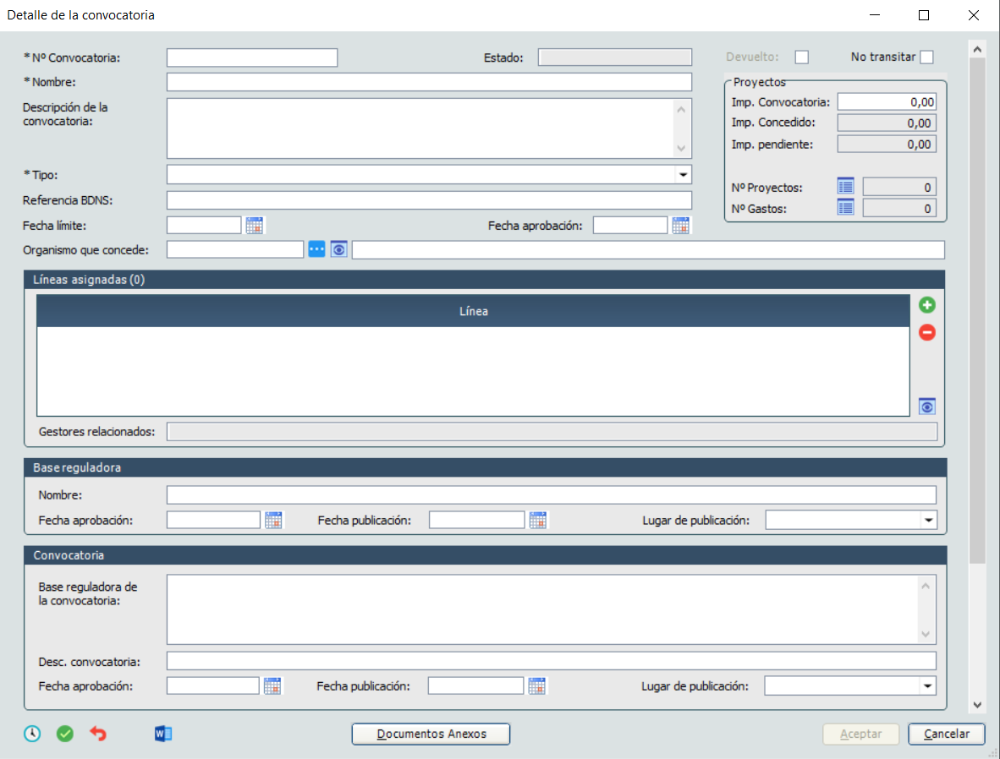 Detalle de la convocatoria
* Nº Convocatoria:
Estado:
Devuelto:
No transitar
* Nombre:
Descripción de la
convocatoria:
Proyectos
Imp. Convocatoria: 0,00
Imp. Concedido: 0,00
Imp. pendiente: 0,00
Nº Proyectos: 0
Nº Gastos: 0
* Tipo:
Referencia BDNS:
Fecha límite:
Fecha aprobación:
Organismo que concede:
Líneas asignadas (0)
Línea
Gestores relacionados:
Base reguladora
Nombre:
Fecha aprobación:
Fecha publicación:
Lugar de publicación:
Convocatoria
Base reguladora de
la convocatoria:
Desc. convocatoria:
Fecha aprobación:
Fecha publicación:
Lugar de publicación:
W
Documentos Anexos
Aceptar
Cancelar